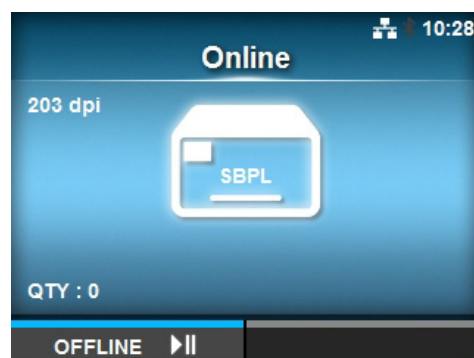 10:28
Online
203 dpi
SBPL
QTY : 0
OFFLINE